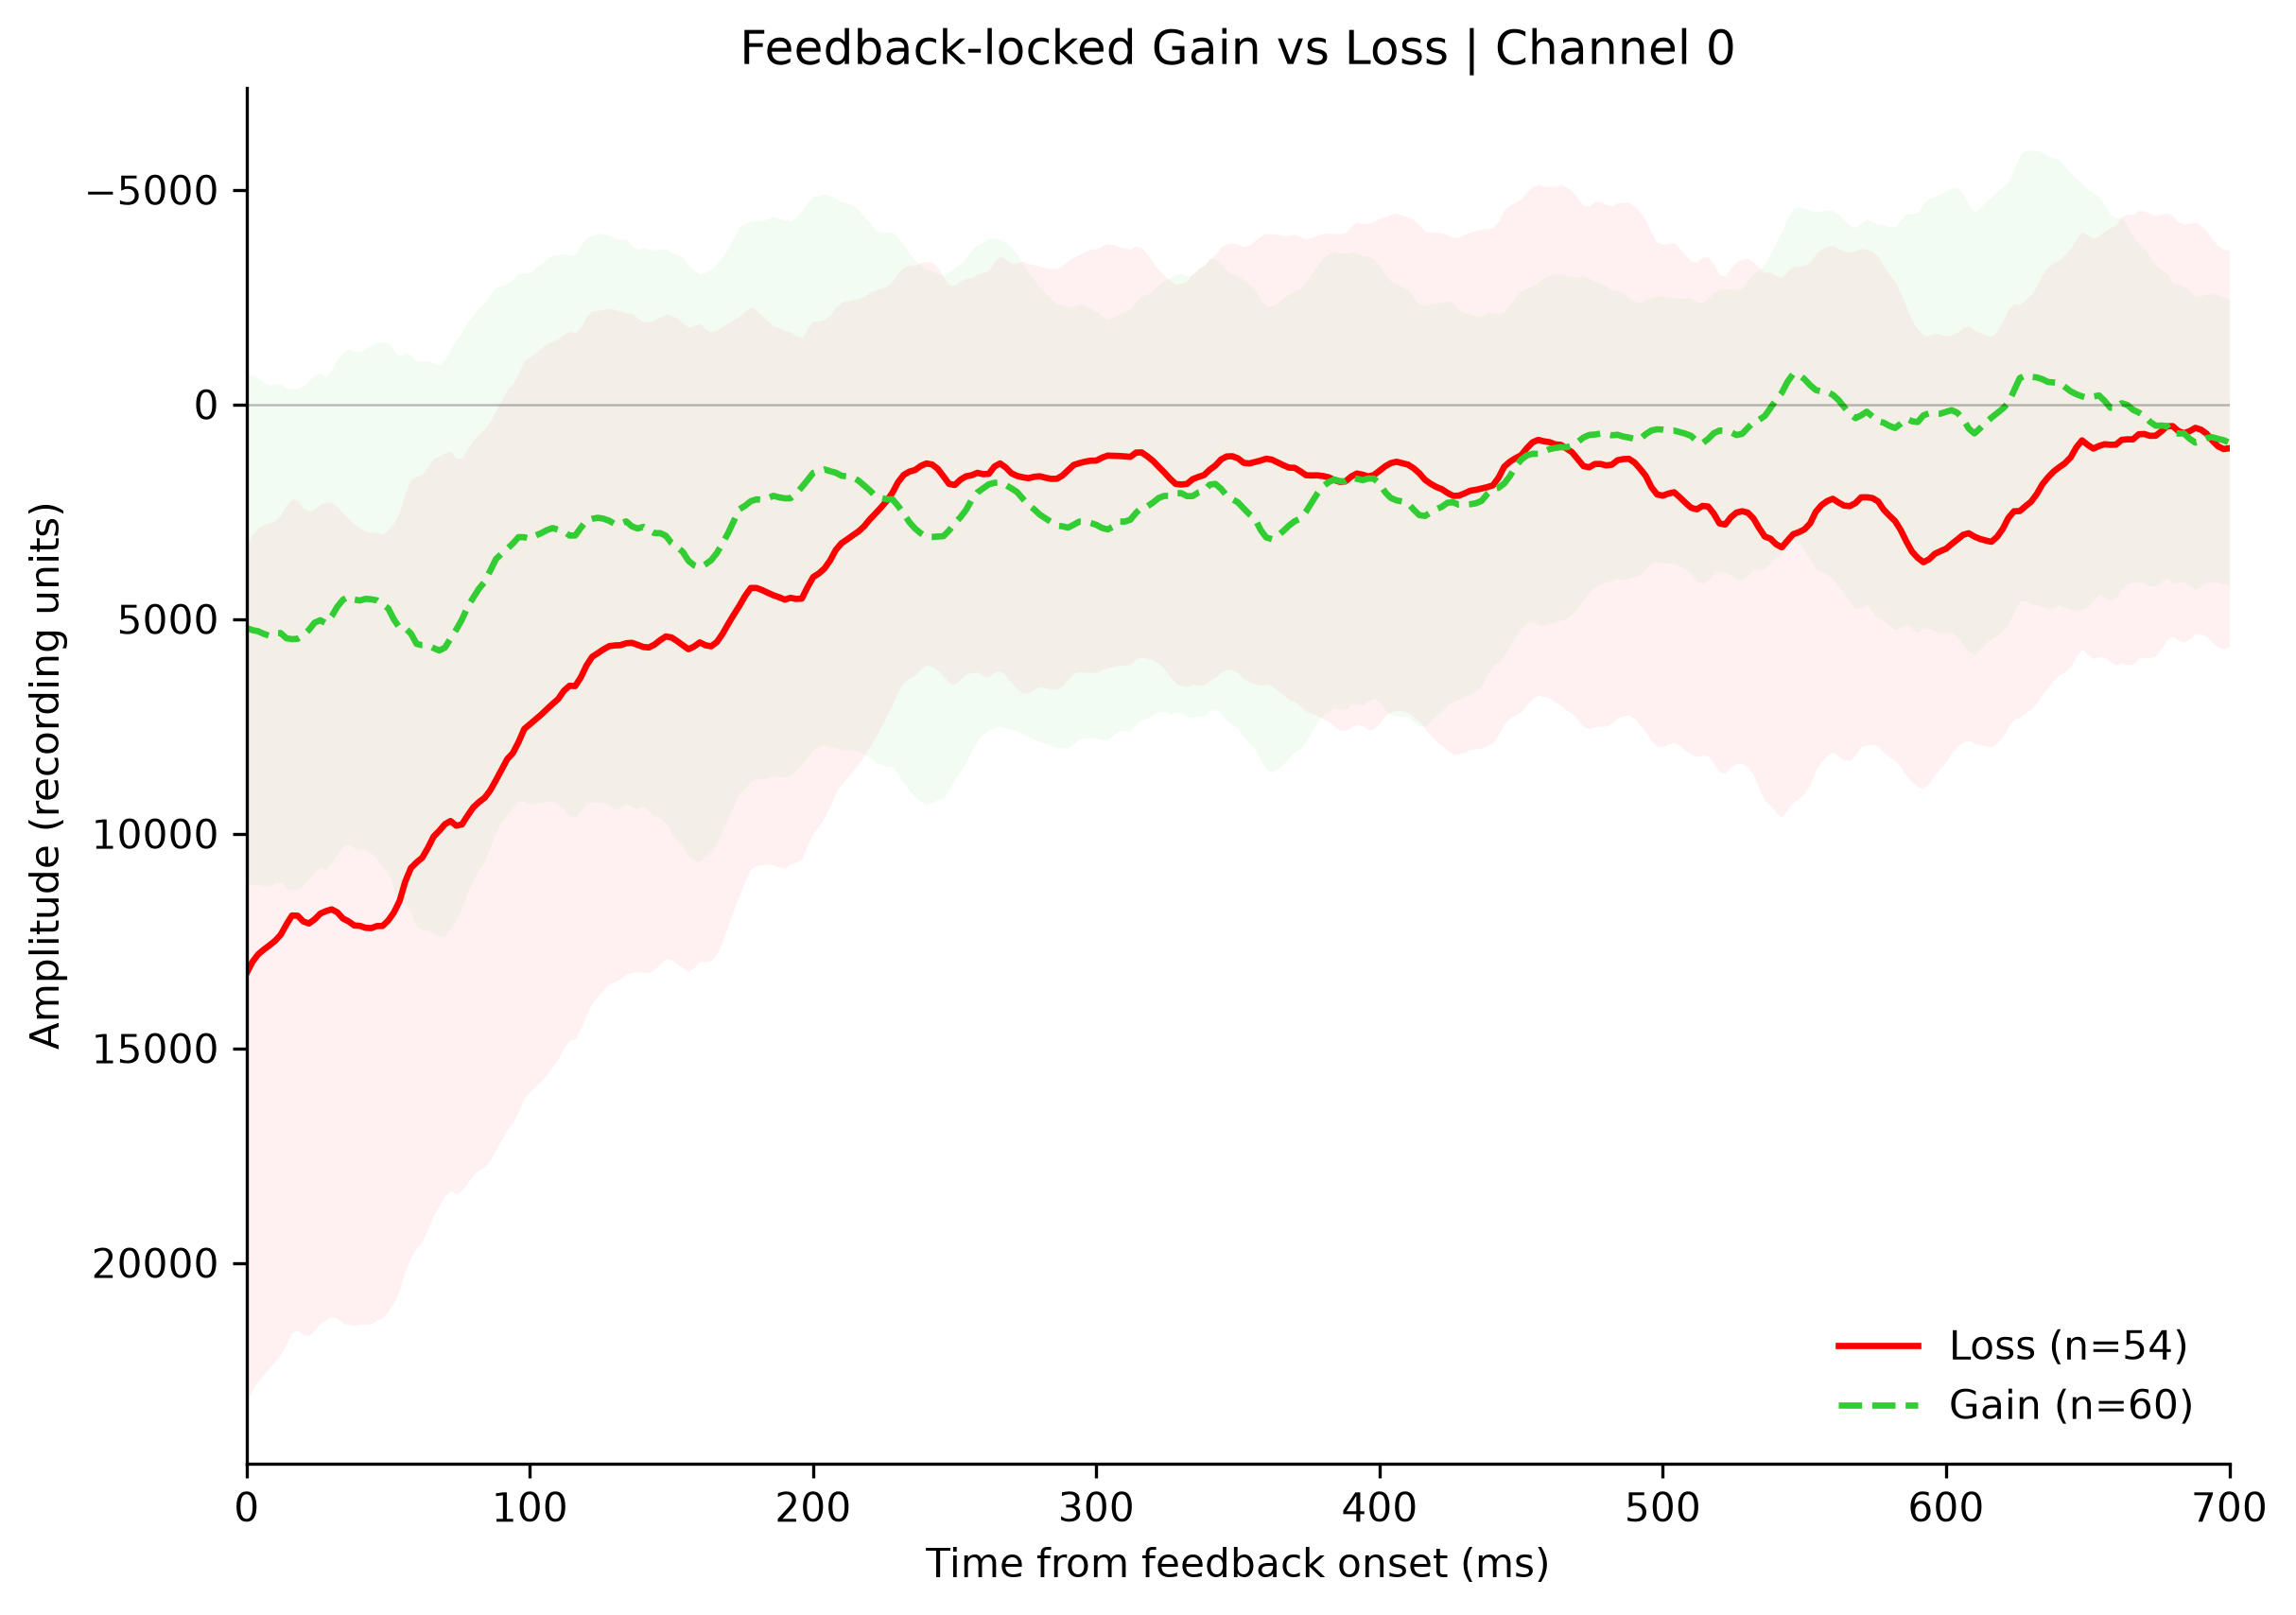 Feedback-locked Gain vs Loss | Channel 0
Amplitude (recording units)
−5000
0
5000
10000
15000
20000
Loss (n=54)
Gain (n=60)
0 100 200 300 400 500 600 700
Time from feedback onset (ms)